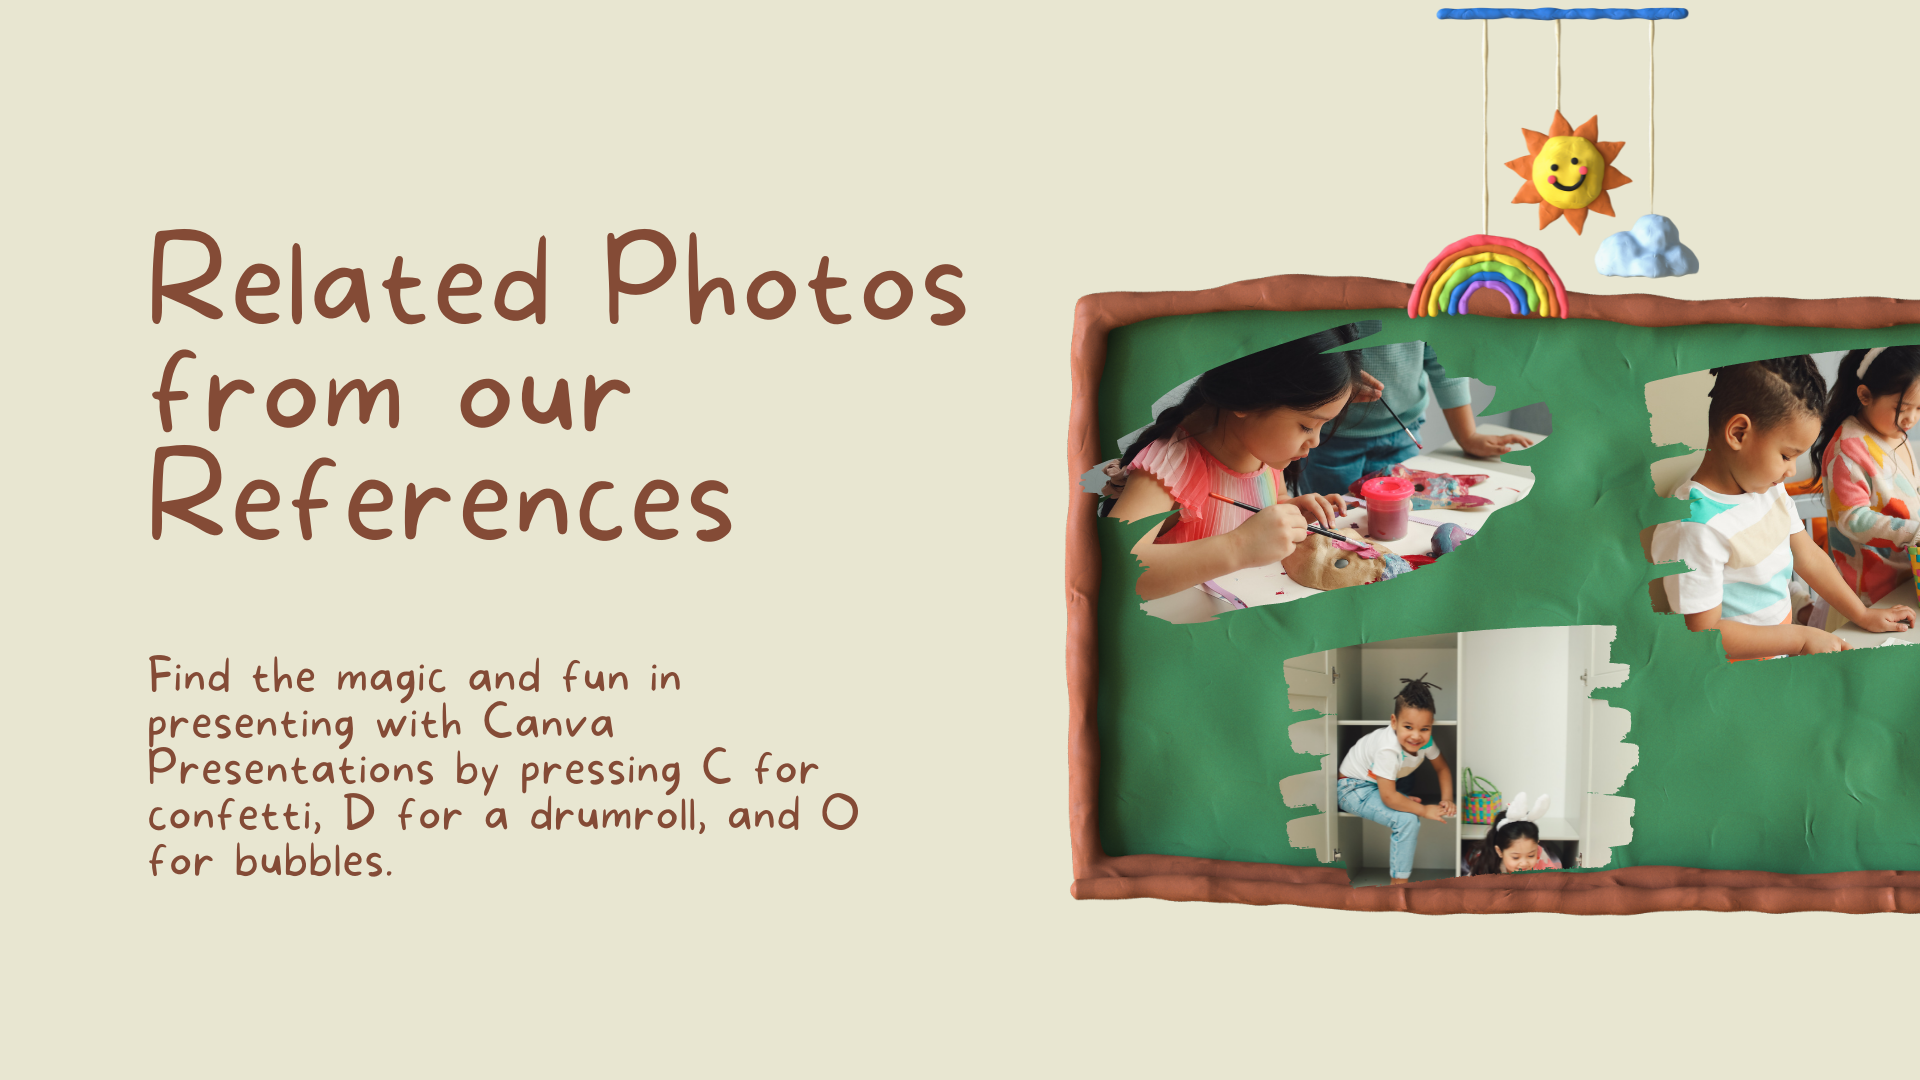 Related Photos
from our
References
Find the magic and fun in
presenting with Canva
Presentations by pressing C for
confetti, D for a drumroll, and O
for bubbles.